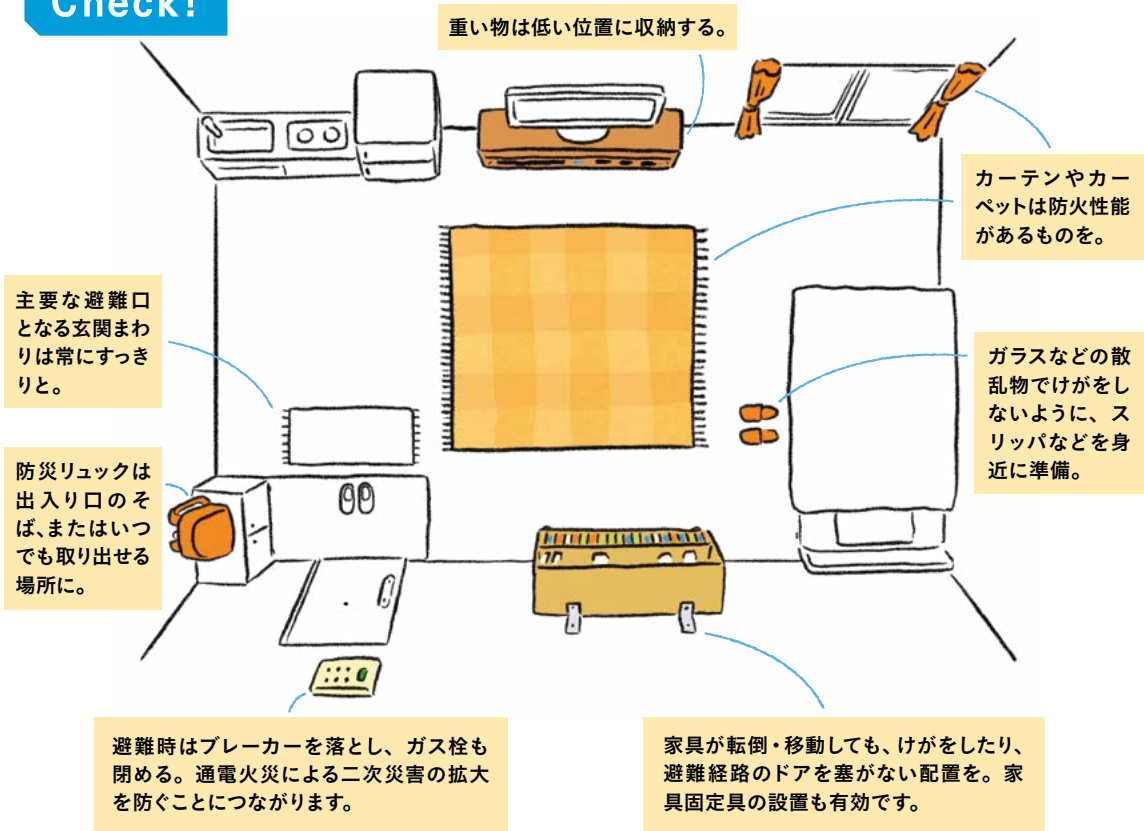 Check!
重い物は低い位置に収納する。
カーテンやカー
ペットは防火性能
があるものを。
主要な避難口
となる玄関まわ
りは常にすっき
りと。
ガラスなどの散
乱物でけがをし
ないように、ス
リッパなどを身
近に準備。
防災リュックは
出入り口のそ
ば、またはいつ
でも取り出せる
場所に。
避難時はブレーカーを落とし、ガス栓も
閉める。通電火災による二次災害の拡大
を防ぐことにつながります。
家具が転倒・移動しても、けがをしたり、
避難経路のドアを塞がない配置を。家
具固定具の設置も有効です。